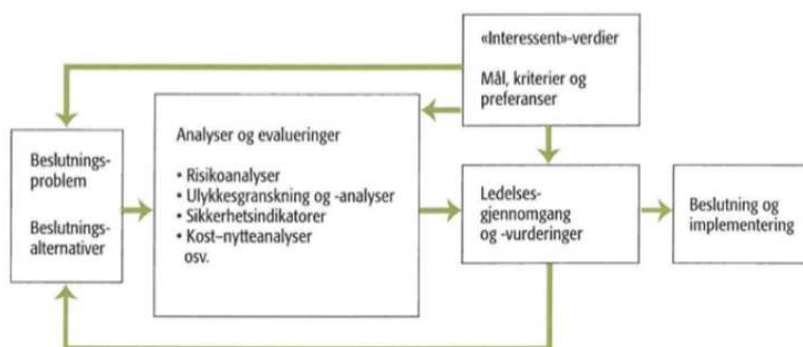 «Interessent»-verdier
Mål, kriterier og
preferanser
Beslutnings-
problem
Beslutnings-
alternativer
Analyser og evalueringer
• Risikoanalyser
• Ulykkesgranskning og -analyser
• Sikkerhetsindikatorer
• Kost–nytteanalyser
osv.
Ledelses-
gjennomgang
og -vurderinger
Beslutning og
implementering